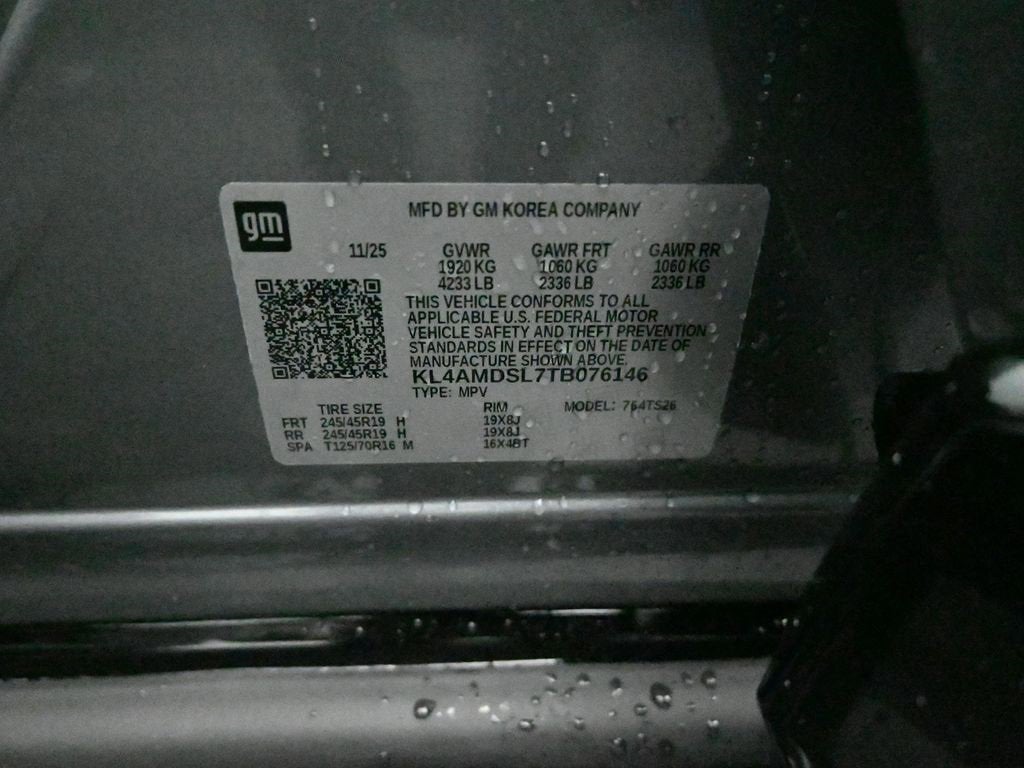 gm
MFD BY GM KOREA COMPANY
11/25 GVWR GAWR FRT GAWR RR
1920 KG 1060 KG 1060 KG
4233 LB 2336 LB 2336 LB
THIS VEHICLE CONFORMS TO ALL
APPLICABLE U.S. FEDERAL MOTOR
VEHICLE SAFETY AND THEFT PREVENTION
STANDARDS IN EFFECT ON THE DATE OF
MANUFACTURE SHOWN ABOVE.
KL4AMDSL7TB076146
TYPE: MPV
TIRE SIZE RIM MODEL: 764TS26
FRT 245/45R19 H 19X8J
RR 245/45R19 H 19X8J
SPA T125/70R16 M 16X4BT